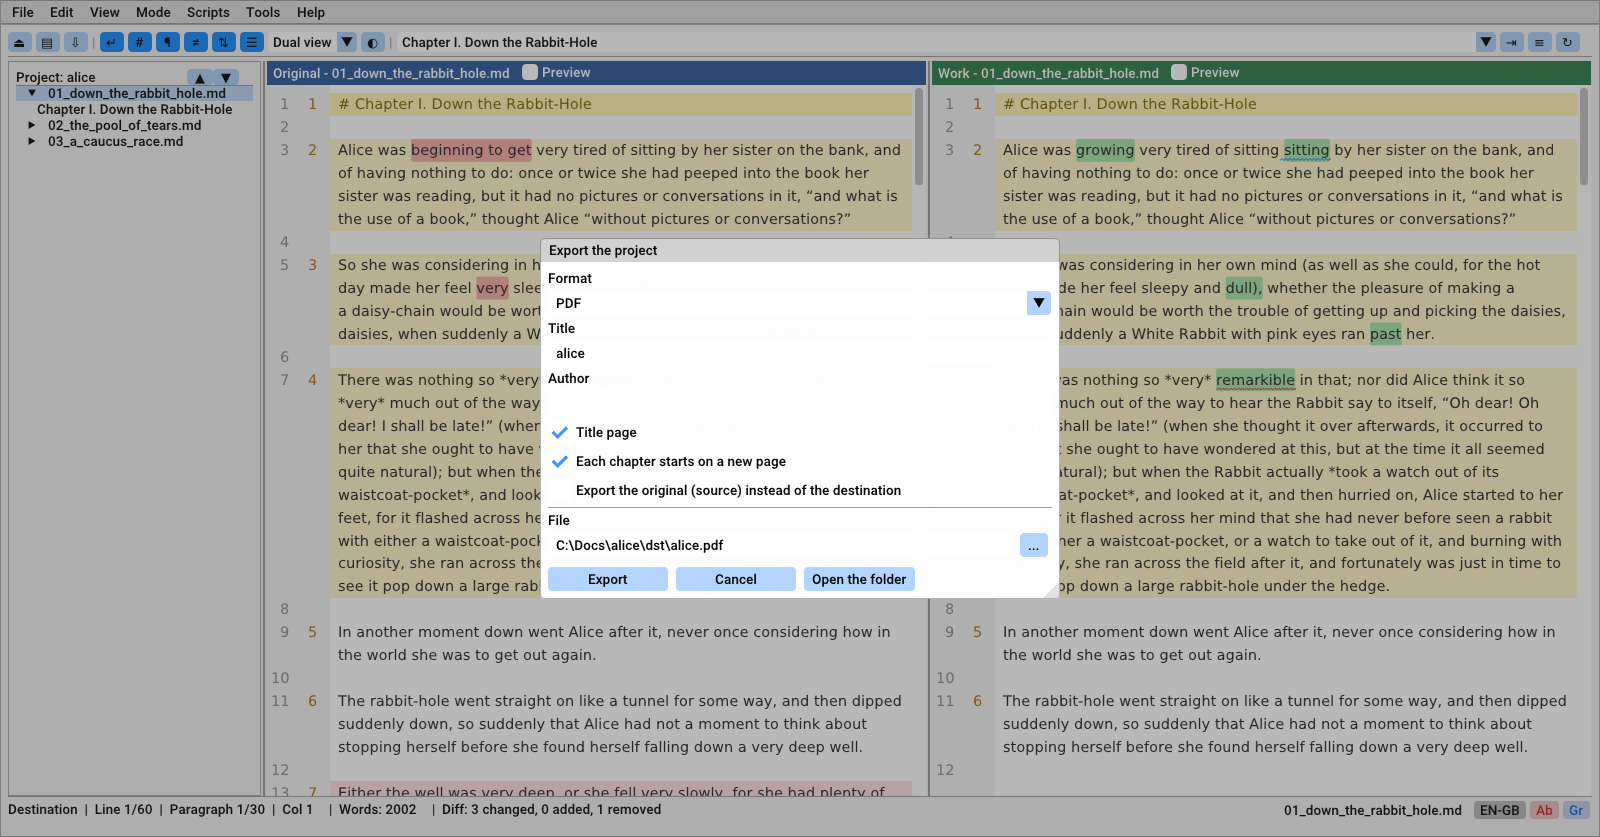 File Edit View Mode Scripts Tools Help
Dual view Chapter I. Down the Rabbit-Hole
Project: alice
01_down_the_rabbit_hole.md
Chapter I. Down the Rabbit-Hole
02_the_pool_of_tears.md
03_a_caucus_race.md
Original - 01_down_the_rabbit_hole.md Preview
1 1 # Chapter I. Down the Rabbit-Hole
2
3 2 Alice was beginning to get very tired of sitting by her sister on the bank, and
of having nothing to do: once or twice she had peeped into the book her
sister was reading, but it had no pictures or conversations in it, “and what is
the use of a book,” thought Alice “without pictures or conversations?”
4
5 3 So she was considering in h
day made her feel very slee
a daisy-chain would be wort
daisies, when suddenly a W
6
7 4 There was nothing so *very
*very* much out of the way
dear! I shall be late!” (when
her that she ought to have
quite natural); but when the
waistcoat-pocket*, and look
feet, for it flashed across he
with either a waistcoat-pock
curiosity, she ran across the
see it pop down a large rab
8
9 5 In another moment down went Alice after it, never once considering how in
the world she was to get out again.
10
11 6 The rabbit-hole went straight on like a tunnel for some way, and then dipped
suddenly down, so suddenly that Alice had not a moment to think about
stopping herself before she found herself falling down a very deep well.
12
13 7 Either the well was very deep, or she fell very slowly, for she had plenty of
Work - 01_down_the_rabbit_hole.md Preview
1 1 # Chapter I. Down the Rabbit-Hole
2
3 2 Alice was growing very tired of sitting sitting by her sister on the bank, and
of having nothing to do: once or twice she had peeped into the book her
sister was reading, but it had no pictures or conversations in it, “and what is
the use of a book,” thought Alice “without pictures or conversations?”
was considering in her own mind (as well as she could, for the hot
de her feel sleepy and dull), whether the pleasure of making a
hain would be worth the trouble of getting up and picking the daisies,
uddenly a White Rabbit with pink eyes ran past her.
as nothing so *very* remarkible in that; nor did Alice think it so
much out of the way to hear the Rabbit say to itself, “Oh dear! Oh
shall be late!” (when she thought it over afterwards, it occurred to
she ought to have wondered at this, but at the time it all seemed
atural); but when the Rabbit actually *took a watch out of its
at-pocket*, and looked at it, and then hurried on, Alice started to her
it flashed across her mind that she had never before seen a rabbit
her a waistcoat-pocket, or a watch to take out of it, and burning with
y, she ran across the field after it, and fortunately was just in time to
op down a large rabbit-hole under the hedge.
8
9 5 In another moment down went Alice after it, never once considering how in
the world she was to get out again.
10
11 6 The rabbit-hole went straight on like a tunnel for some way, and then dipped
suddenly down, so suddenly that Alice had not a moment to think about
stopping herself before she found herself falling down a very deep well.
12
Export the project
Format
PDF
Title
alice
Author
Title page
Each chapter starts on a new page
Export the original (source) instead of the destination
File
C:\Docs\alice\dst\alice.pdf ...
Export Cancel Open the folder
Destination | Line 1/60 | Paragraph 1/30 | Col 1 | Words: 2002 | Diff: 3 changed, 0 added, 1 removed 01_down_the_rabbit_hole.md EN-GB Ab Gr